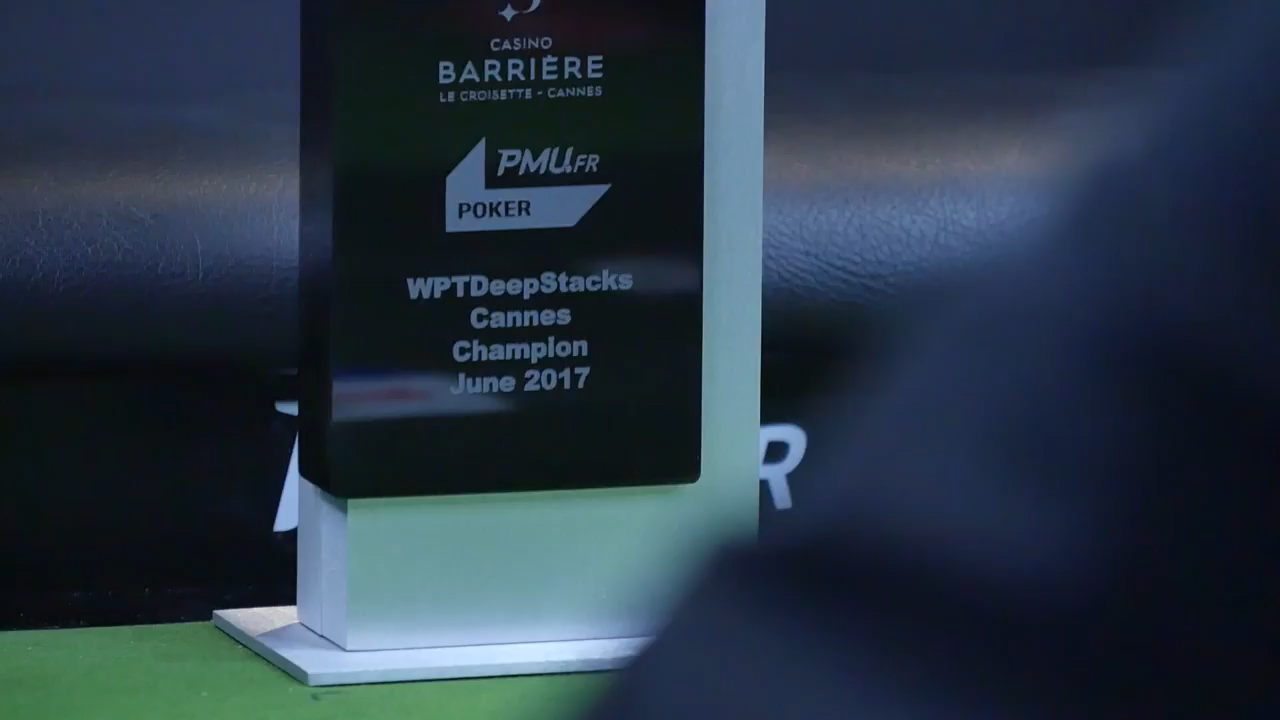 CASINO
BARRIÈRE
LE CROISETTE - CANNES
PMU.FR
POKER
WPTDeepStacks
Cannes
Champion
June 2017
R